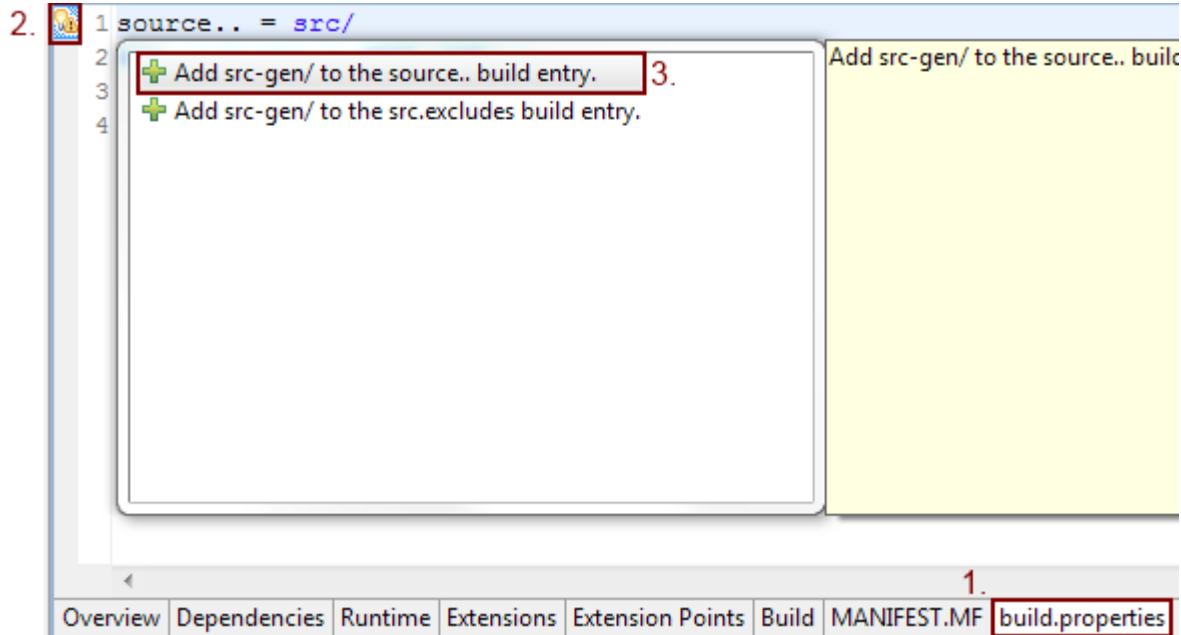 2. 1 source.. = src/
2
Add src-gen/ to the source.. build entry. 3.
Add src-gen/ to the source.. build
3
Add src-gen/ to the src.excludes build entry.
4
1.
Overview Dependencies Runtime Extensions Extension Points Build MANIFEST.MF build.properties